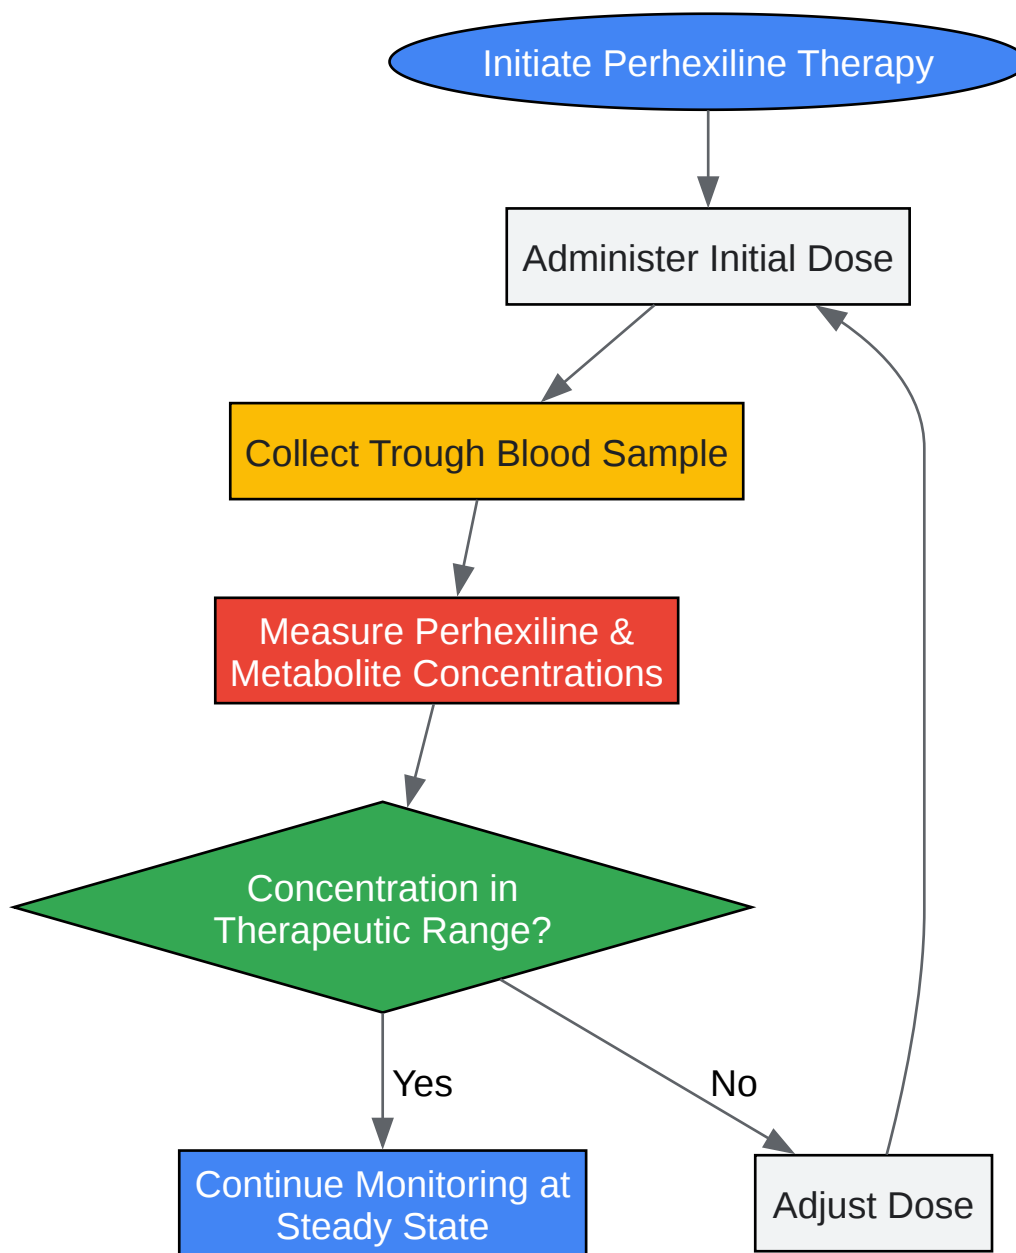 Initiate Perhexiline Therapy
Administer Initial Dose
Collect Trough Blood Sample
Measure Perhexiline &
Metabolite Concentrations
Concentration in
Therapeutic Range?
Yes
No
Continue Monitoring at
Steady State
Adjust Dose